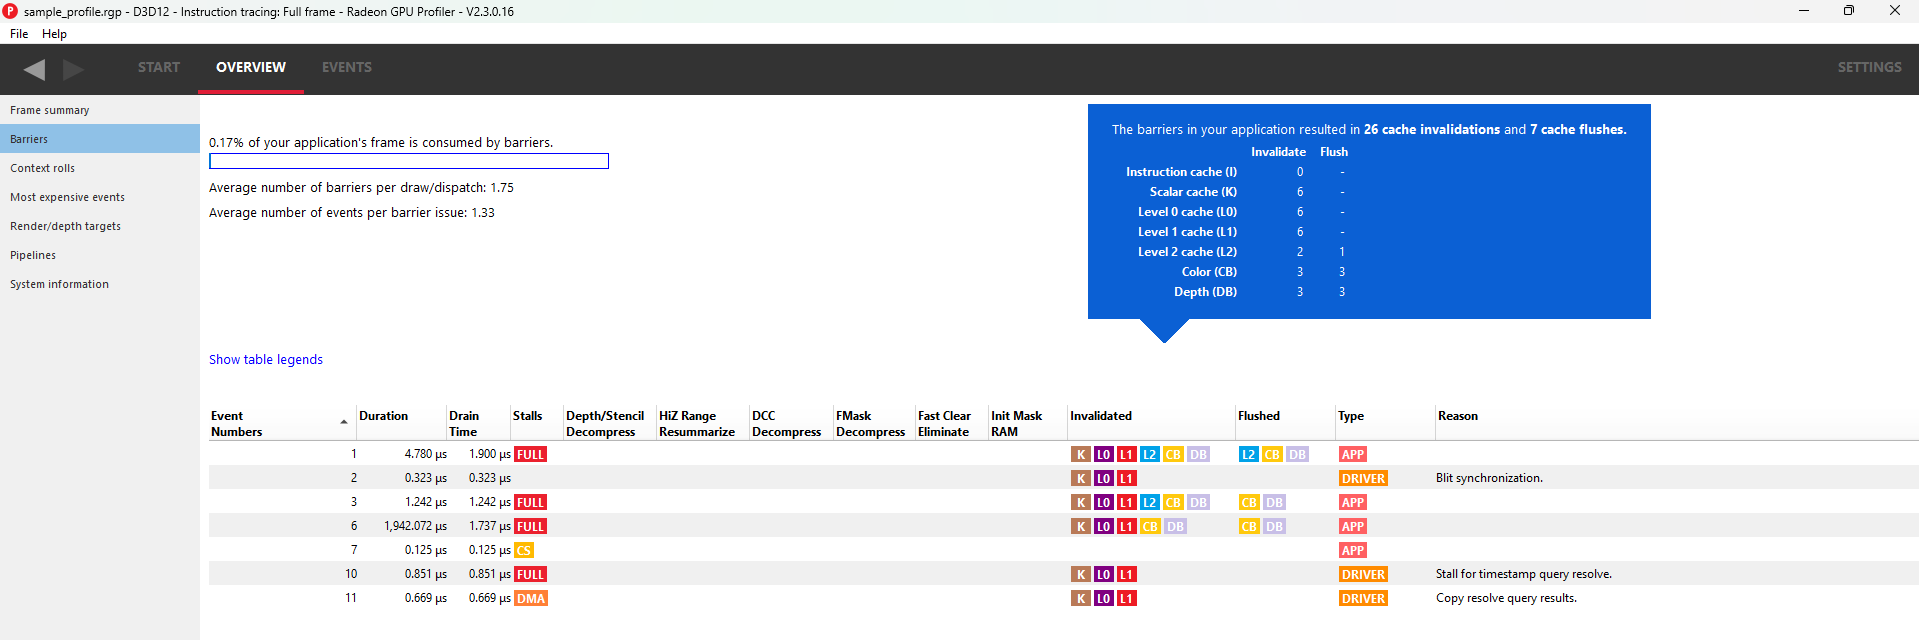 P sample_profile.rgp - D3D12 - Instruction tracing: Full frame - Radeon GPU Profiler - V2.3.0.16
File Help
START OVERVIEW EVENTS SETTINGS
Frame summary
Barriers
Context rolls
Most expensive events
Render/depth targets
Pipelines
System information
0.17% of your application's frame is consumed by barriers.
Average number of barriers per draw/dispatch: 1.75
Average number of events per barrier issue: 1.33
The barriers in your application resulted in 26 cache invalidations and 7 cache flushes.
Invalidate Flush
Instruction cache (I) 0 -
Scalar cache (K) 6 -
Level 0 cache (L0) 6 -
Level 1 cache (L1) 6 -
Level 2 cache (L2) 2 1
Color (CB) 3 3
Depth (DB) 3 3
Show table legends
Event Duration Drain Stalls Depth/Stencil HiZ Range DCC FMask Fast Clear Init Mask Invalidated Flushed Type Reason
Numbers Time Decompress Resummarize Decompress Decompress Eliminate RAM
1 4.780 µs 1.900 µs FULL K L0 L1 L2 CB DB L2 CB DB APP
2 0.323 µs 0.323 µs K L0 L1 DRIVER Blit synchronization.
3 1.242 µs 1.242 µs FULL K L0 L1 L2 CB DB CB DB APP
6 1,942.072 µs 1.737 µs FULL K L0 L1 CB DB CB DB APP
7 0.125 µs 0.125 µs CS APP
10 0.851 µs 0.851 µs FULL K L0 L1 DRIVER Stall for timestamp query resolve.
11 0.669 µs 0.669 µs DMA K L0 L1 DRIVER Copy resolve query results.